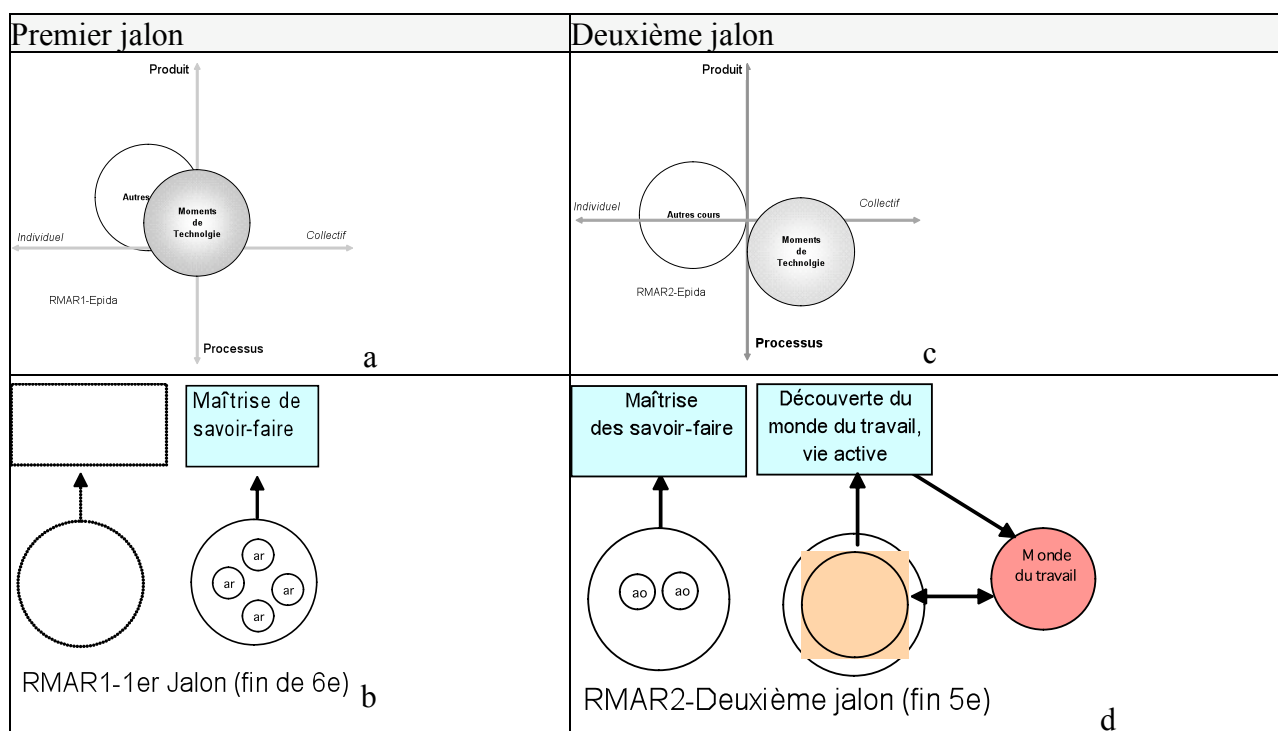 Premier jalon
Deuxième jalon
Produit
Autres
Moments
de
Technolgie
Individuel
Collectif
RMAR1-Epida
Processus
a
Produit
Individuel
Autres cours
Collectif
Moments
de
Technolgie
RMAR2-Epida
Processus
c
Maîtrise de
savoir-faire
ar
ar
ar
ar
RMAR1-1er Jalon (fin de 6e)
b
Maîtrise
des savoir-faire
Découverte du
monde du travail,
vie active
ao
ao
Monde
du travail
RMAR2-Deuxième jalon (fin 5e)
d